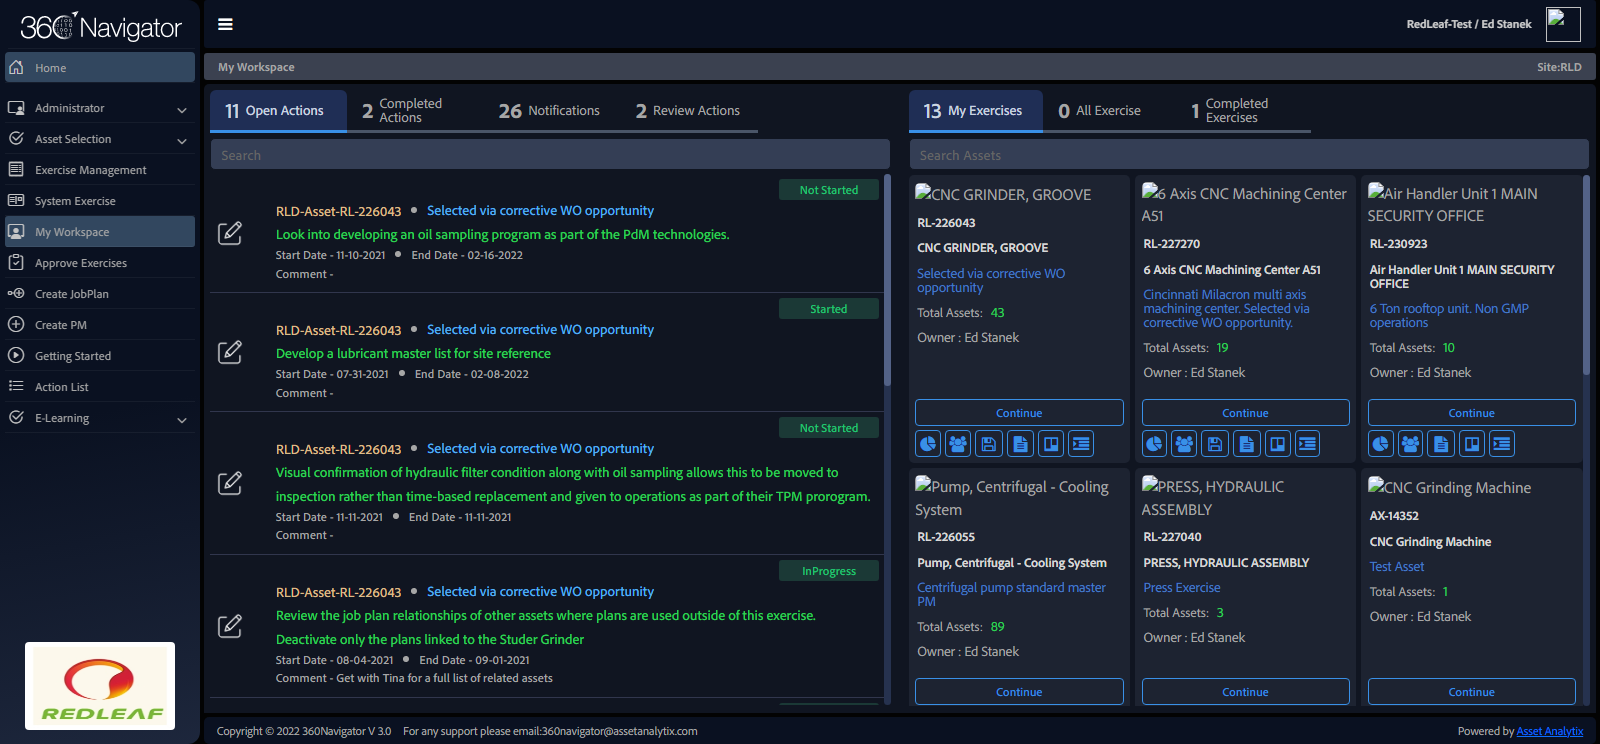 360 Navigator
RedLeaf-Test / Ed Stanek
Home
Administrator
Asset Selection
Exercise Management
System Exercise
My Workspace
Approve Exercises
Create JobPlan
Create PM
Getting Started
Action List
E-Learning
REDLEAF
My Workspace
Site:RLD
11 Open Actions
2 Completed
Actions
26 Notifications
2 Review Actions
Search
Not Started
RLD-Asset-RL-226043 • Selected via corrective WO opportunity
Look into developing an oil sampling program as part of the PdM technologies.
Start Date - 11-10-2021 • End Date - 02-16-2022
Comment -
Started
RLD-Asset-RL-226043 • Selected via corrective WO opportunity
Develop a lubricant master list for site reference
Start Date - 07-31-2021 • End Date - 02-08-2022
Comment -
Not Started
RLD-Asset-RL-226043 • Selected via corrective WO opportunity
Visual confirmation of hydraulic filter condition along with oil sampling allows this to be moved to
inspection rather than time-based replacement and given to operations as part of their TPM prorogram.
Start Date - 11-11-2021 • End Date - 11-11-2021
Comment -
InProgress
RLD-Asset-RL-226043 • Selected via corrective WO opportunity
Review the job plan relationships of other assets where plans are used outside of this exercise.
Deactivate only the plans linked to the Studer Grinder
Start Date - 08-04-2021 • End Date - 09-01-2021
Comment - Get with Tina for a full list of related assets
13 My Exercises
0 All Exercise
1 Completed
Exercises
Search Assets
CNC GRINDER, GROOVE
RL-226043
CNC GRINDER, GROOVE
Selected via corrective WO
opportunity
Total Assets: 43
Owner : Ed Stanek
Continue
6 Axis CNC Machining Center
A51
RL-227270
6 Axis CNC Machining Center A51
Cincinnati Milacron multi axis
machining center. Selected via
corrective WO opportunity.
Total Assets: 19
Owner : Ed Stanek
Continue
Air Handler Unit 1 MAIN
SECURITY OFFICE
RL-230923
Air Handler Unit 1 MAIN SECURITY
OFFICE
6 Ton rooftop unit. Non GMP
operations
Total Assets: 10
Owner : Ed Stanek
Continue
Pump, Centrifugal - Cooling
System
RL-226055
Pump, Centrifugal - Cooling System
Centrifugal pump standard master
PM
Total Assets: 89
Owner : Ed Stanek
Continue
PRESS, HYDRAULIC
ASSEMBLY
RL-227040
PRESS, HYDRAULIC ASSEMBLY
Press Exercise
Total Assets: 3
Owner : Ed Stanek
Continue
CNC Grinding Machine
AX-14352
CNC Grinding Machine
Test Asset
Total Assets: 1
Owner : Ed Stanek
Continue
Copyright © 2022 360Navigator V 3.0 For any support please email:360navigator@assetanalytix.com
Powered by Asset Analytix